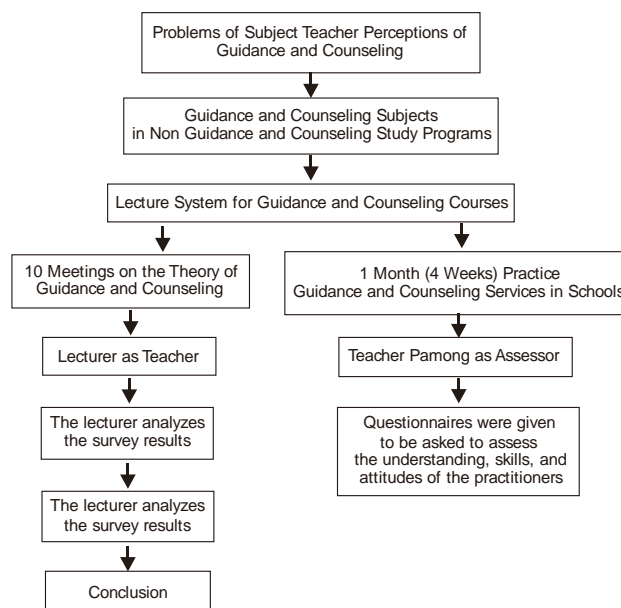 Problems of Subject Teacher Perceptions of
Guidance and Counseling
Guidance and Counseling Subjects
in Non Guidance and Counseling Study Programs
Lecture System for Guidance and Counseling Courses
10 Meetings on the Theory of
Guidance and Counseling
Lecturer as Teacher
The lecturer analyzes
the survey results
The lecturer analyzes
the survey results
Conclusion
1 Month (4 Weeks) Practice
Guidance and Counseling Services in Schools
Teacher Pamong as Assessor
Questionnaires were given
to be asked to assess
the understanding, skills, and
attitudes of the practitioners